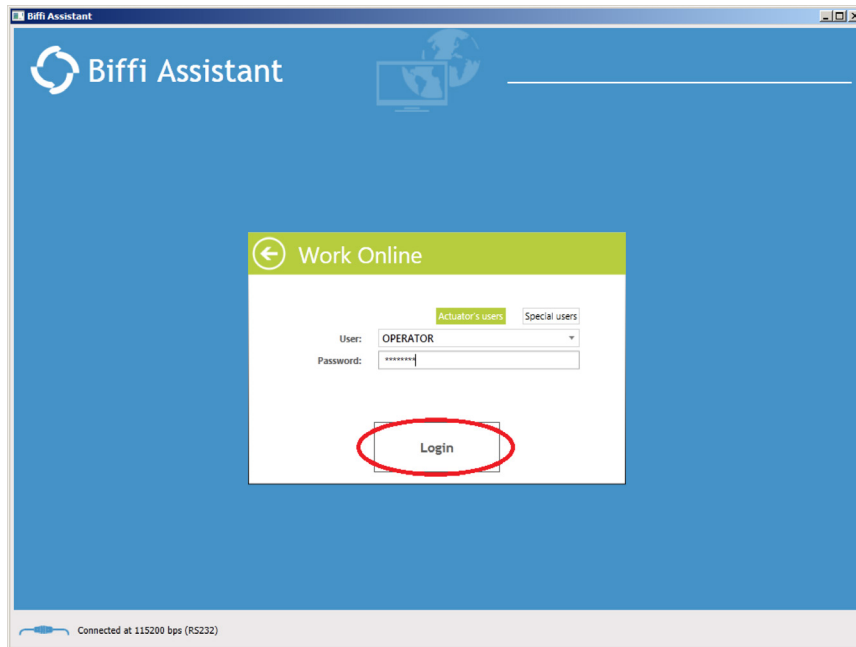 Biffi Assistant
Biffi Assistant
Work Online
Actuator's users Special users
User: OPERATOR
Password: ********
Login
Connected at 115200 bps (RS232)